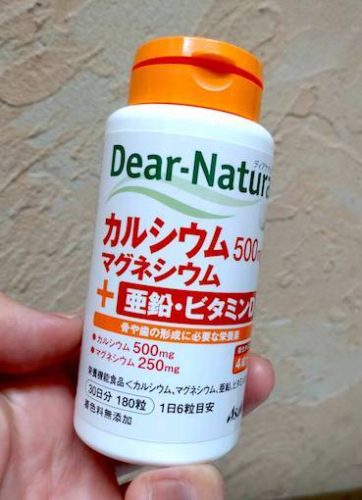 Dear-Natura
カルシウム 500mg
マグネシウム
+ 亜鉛・ビタミンD
骨や歯の形成に必要な栄養素
●カルシウム 500mg
●マグネシウム 250mg
栄養機能食品<カルシウム、マグネシウム、亜鉛、ビ
30日分 180粒 1日6粒目安
着色料無添加